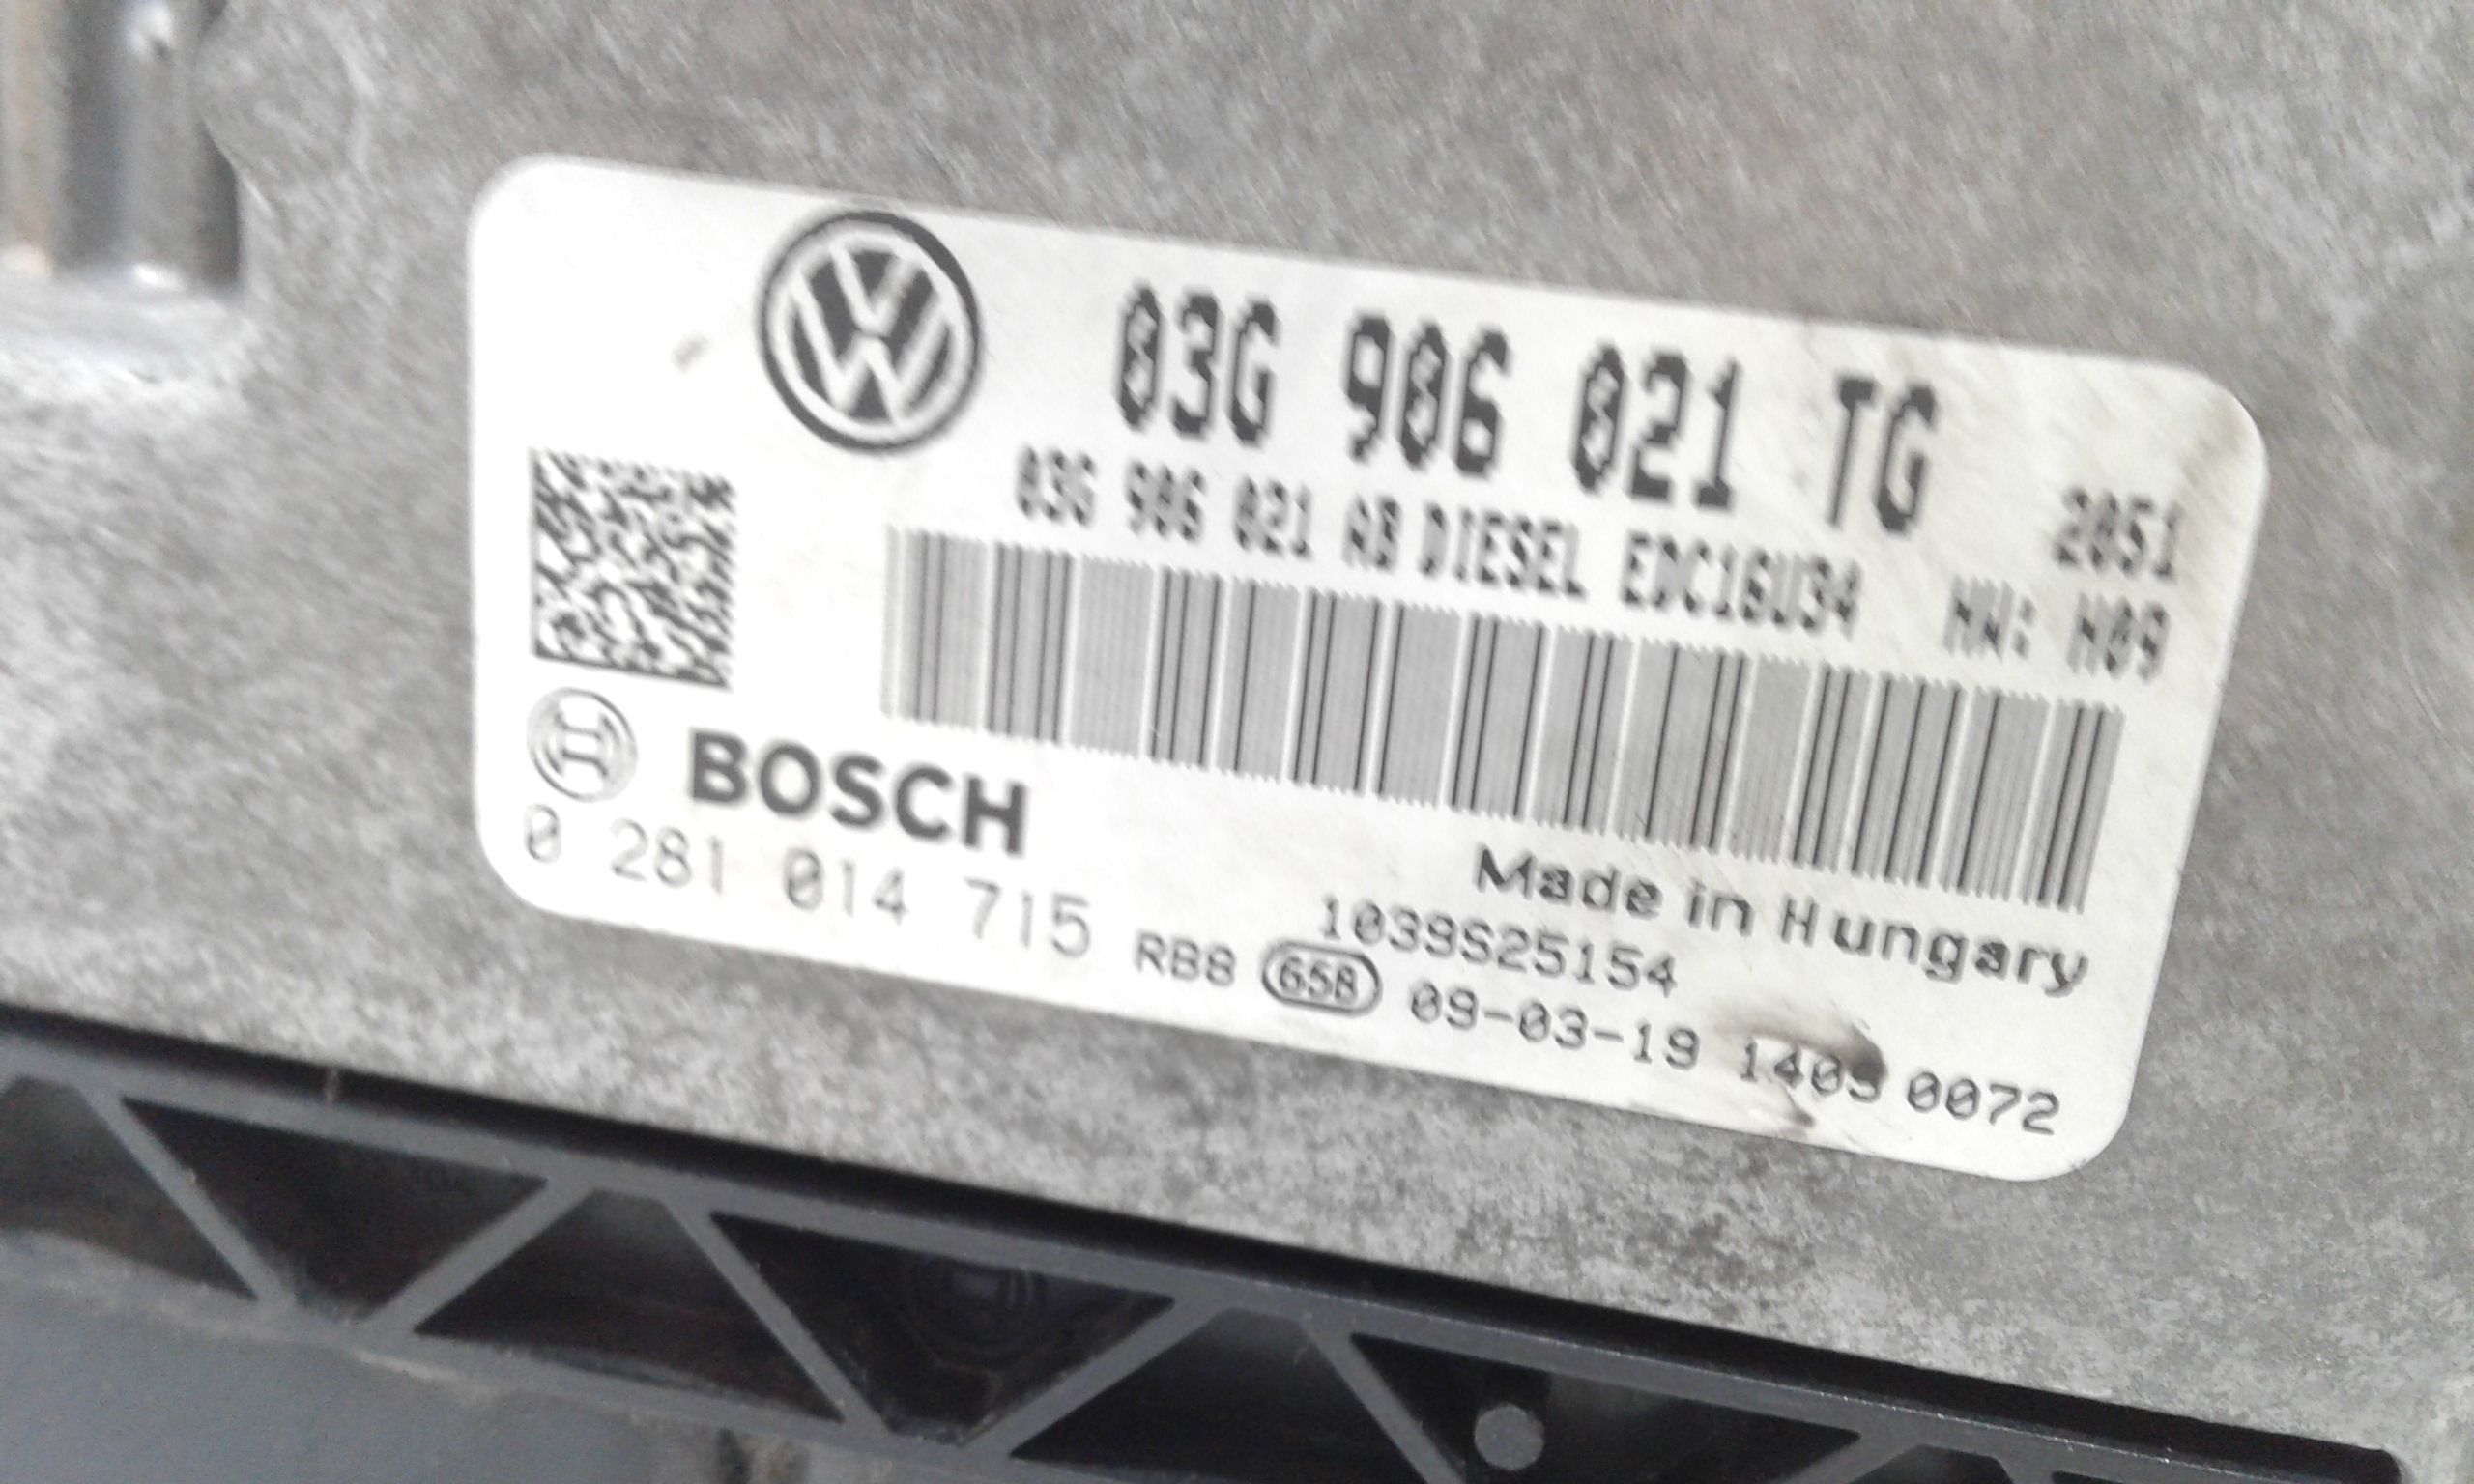 03G 906 021 TG
2051
03G 906 021 AB DIESEL EDC16U34 HW: H09
BOSCH
0 281 014 715
Made in Hungary
1039S25154
RB8 658 09-03-19 0072